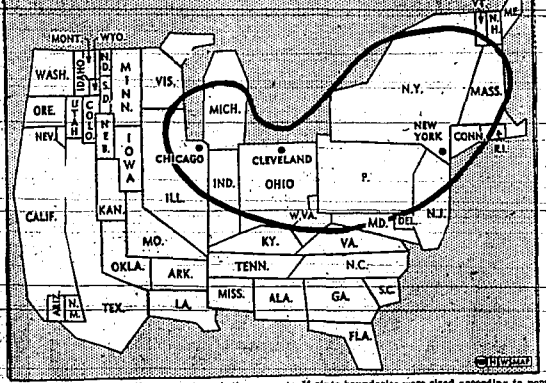 VT.
N.
H.
ME.
MONT.
WYO.
WASH.
IDAHO
N.D.
S.D.
MINN.
VIS.
MICH.
N.Y.
MASS.
ORE.
UTAH
COLO.
NEB.
IOWA
NEW
YORK
CONN.
R.I.
NEV.
CHICAGO
CLEVELAND
OHIO
P.
ILL.
IND.
W.VA.
MD.
DEL.
N.J.
CALIF.
KAN.
MO.
KY.
VA.
OKLA.
ARK.
TENN.
N.C.
ARIZ
N.
M.
TEX.
LA.
MISS.
ALA.
GA.
S.C.
FLA.